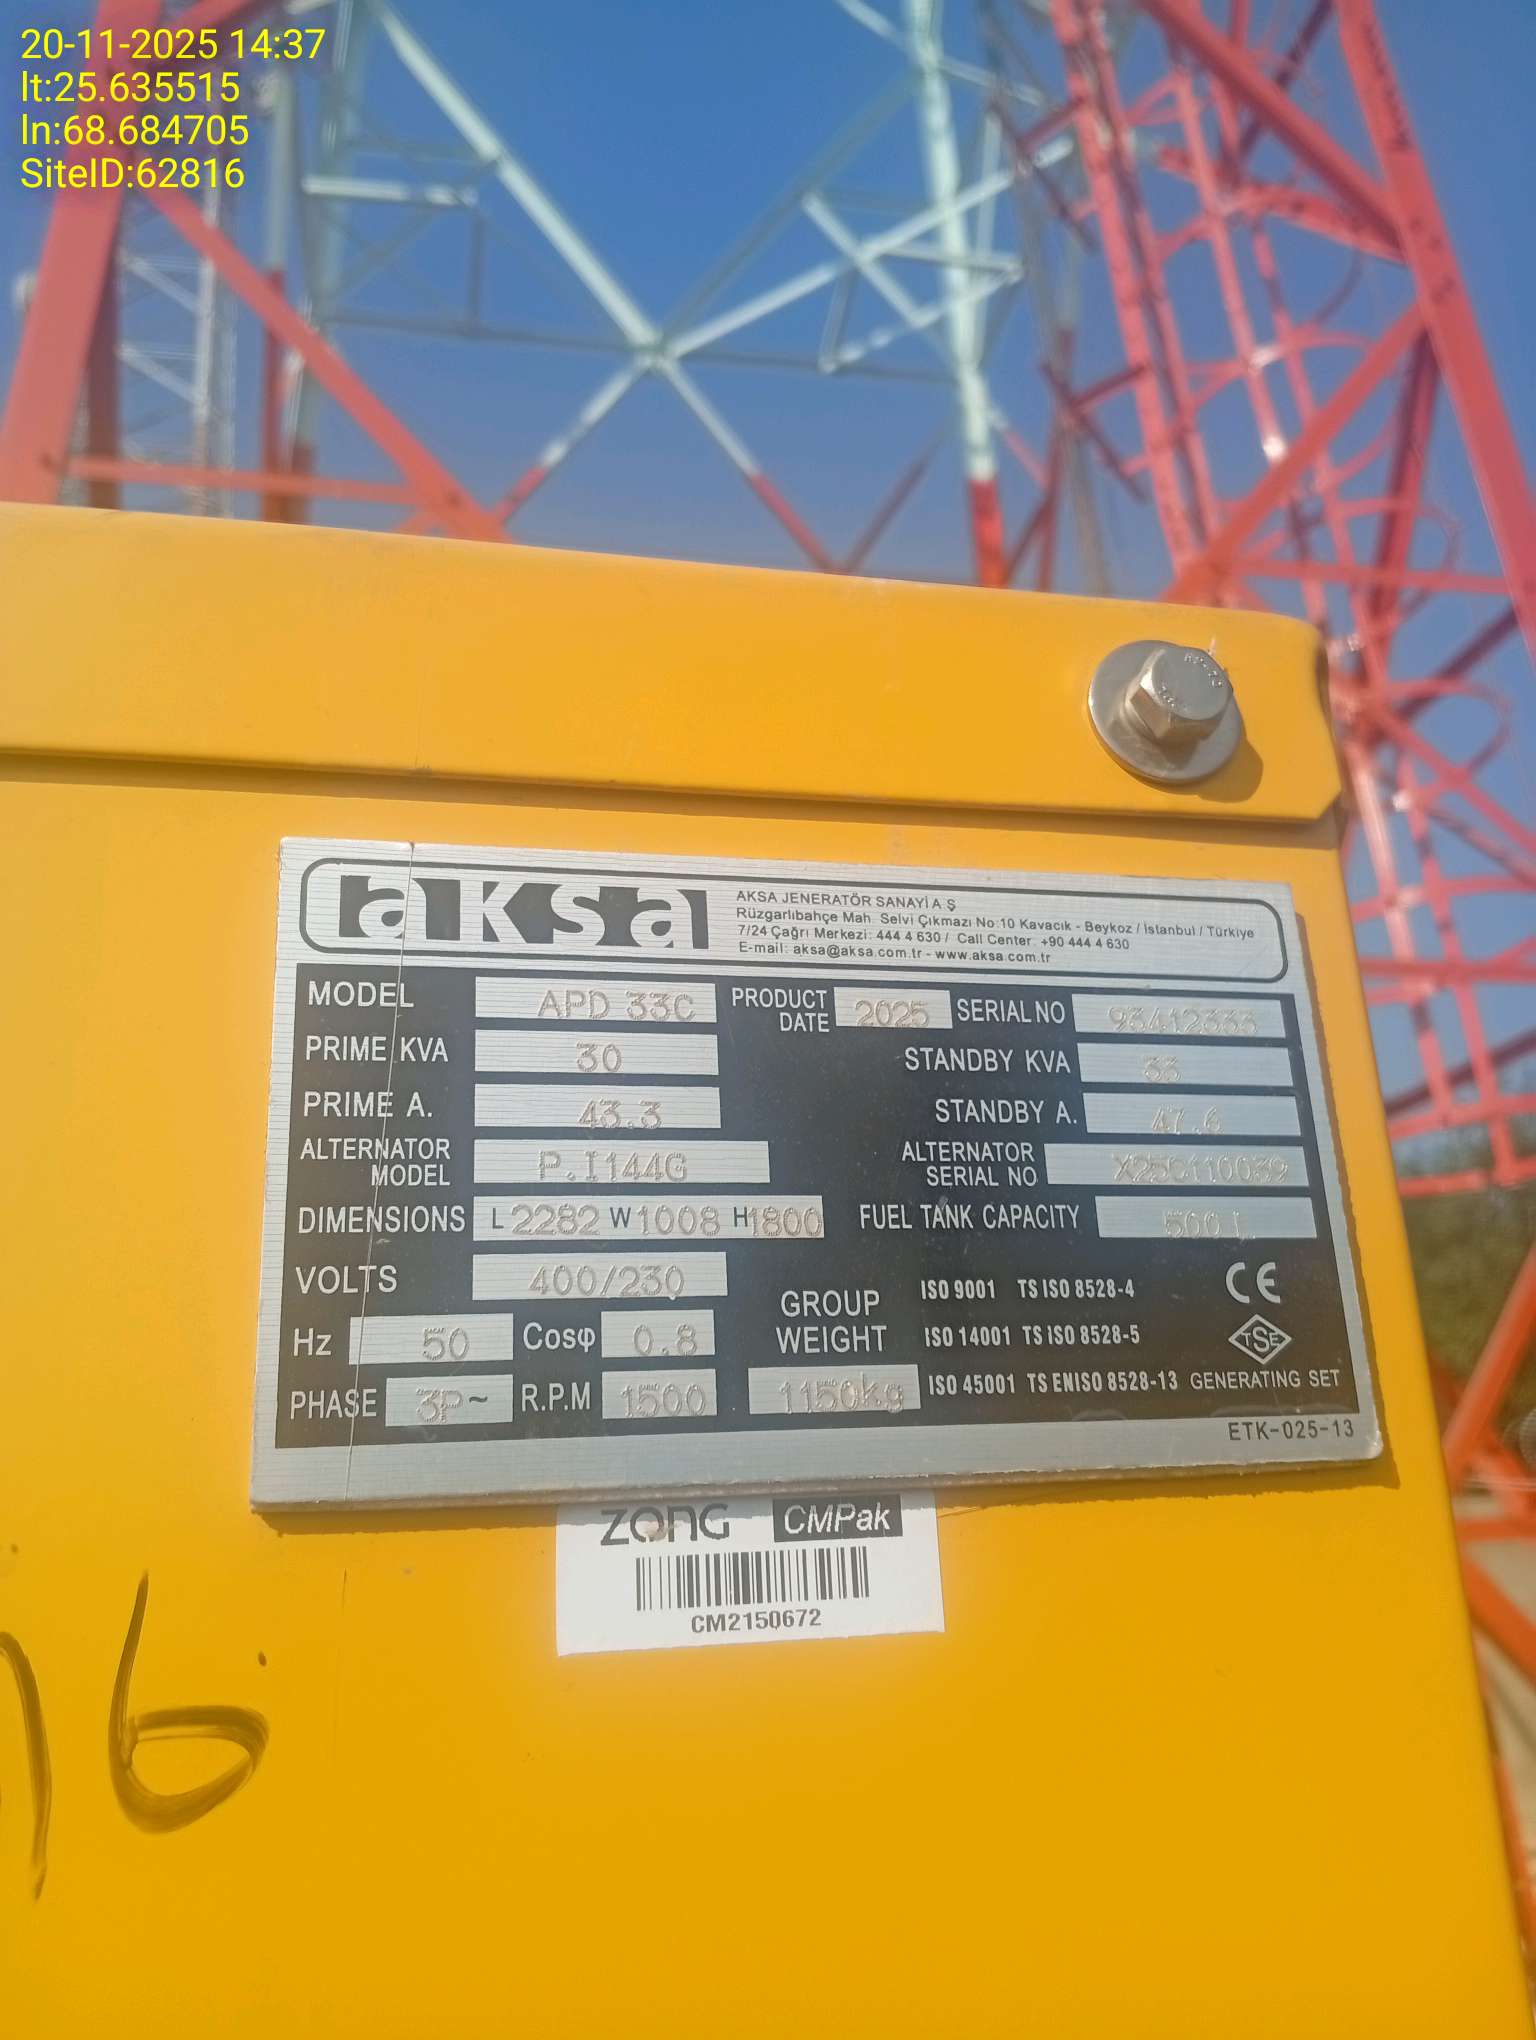 20-11-2025 14:37
lt:25.635515
ln:68.684705
SiteID:62816
aksa
AKSA JENERATÖR SANAYİ A.Ş
Rüzgarlıbahçe Mah. Selvi Çıkmazı No:10 Kavacık - Beykoz / İstanbul / Türkiye
7/24 Çağrı Merkezi: 444 4 630 / Call Center: +90 444 4 630
E-mail: aksa@aksa.com.tr - www.aksa.com.tr
MODEL APD 33C PRODUCT DATE 2025 SERIAL NO 93412333
PRIME KVA 30 STANDBY KVA 33
PRIME A. 43.3 STANDBY A. 47.6
ALTERNATOR MODEL P.I144G ALTERNATOR SERIAL NO X25C110039
DIMENSIONS L 2282 W 1008 H 1800 FUEL TANK CAPACITY 500 L
VOLTS 400/230 GROUP WEIGHT 1150kg
Hz 50 Cosφ 0.8
PHASE 3P~ R.P.M 1500
ISO 9001 TS ISO 8528-4 CE
ISO 14001 TS ISO 8528-5 TSE
ISO 45001 TS EN ISO 8528-13 GENERATING SET
ETK-025-13
ZONG CMPak
CM2150672
6